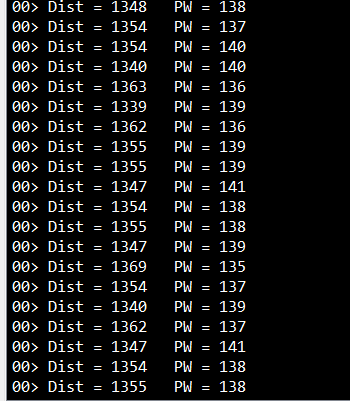 00> Dist = 1348   PW = 138
00> Dist = 1354   PW = 137
00> Dist = 1354   PW = 140
00> Dist = 1340   PW = 140
00> Dist = 1363   PW = 136
00> Dist = 1339   PW = 139
00> Dist = 1362   PW = 136
00> Dist = 1355   PW = 139
00> Dist = 1355   PW = 139
00> Dist = 1347   PW = 141
00> Dist = 1354   PW = 138
00> Dist = 1355   PW = 138
00> Dist = 1347   PW = 139
00> Dist = 1369   PW = 135
00> Dist = 1354   PW = 137
00> Dist = 1340   PW = 139
00> Dist = 1362   PW = 137
00> Dist = 1347   PW = 141
00> Dist = 1354   PW = 138
00> Dist = 1355   PW = 138